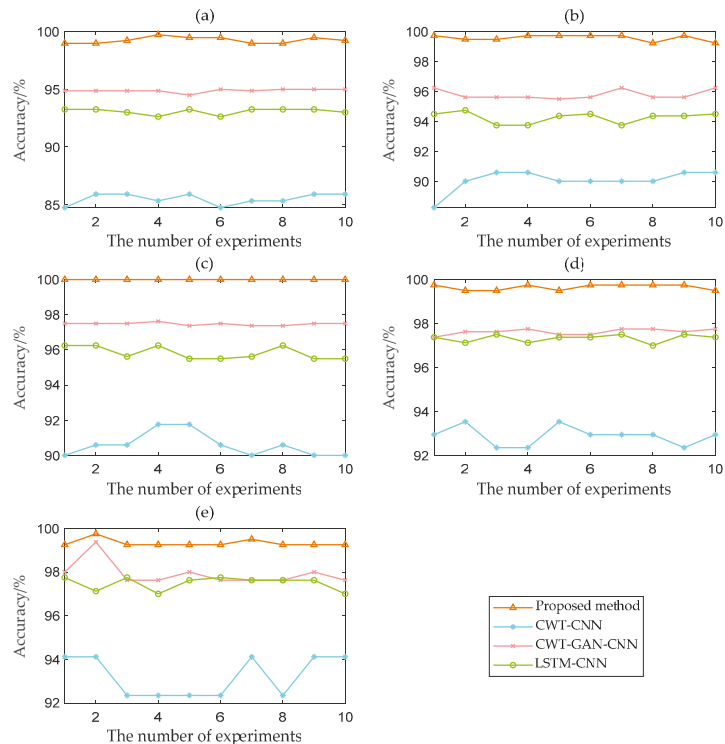 (a)
100
95
90
85
Accuracy/%
2 4 6 8 10
The number of experiments
(b)
100
98
96
94
92
90
Accuracy/%
2 4 6 8 10
The number of experiments
(c)
100
98
96
94
92
90
Accuracy/%
2 4 6 8 10
The number of experiments
(d)
100
98
96
94
92
Accuracy/%
2 4 6 8 10
The number of experiments
(e)
100
98
96
94
92
Accuracy/%
2 4 6 8 10
The number of experiments
Proposed method
CWT-CNN
CWT-GAN-CNN
LSTM-CNN